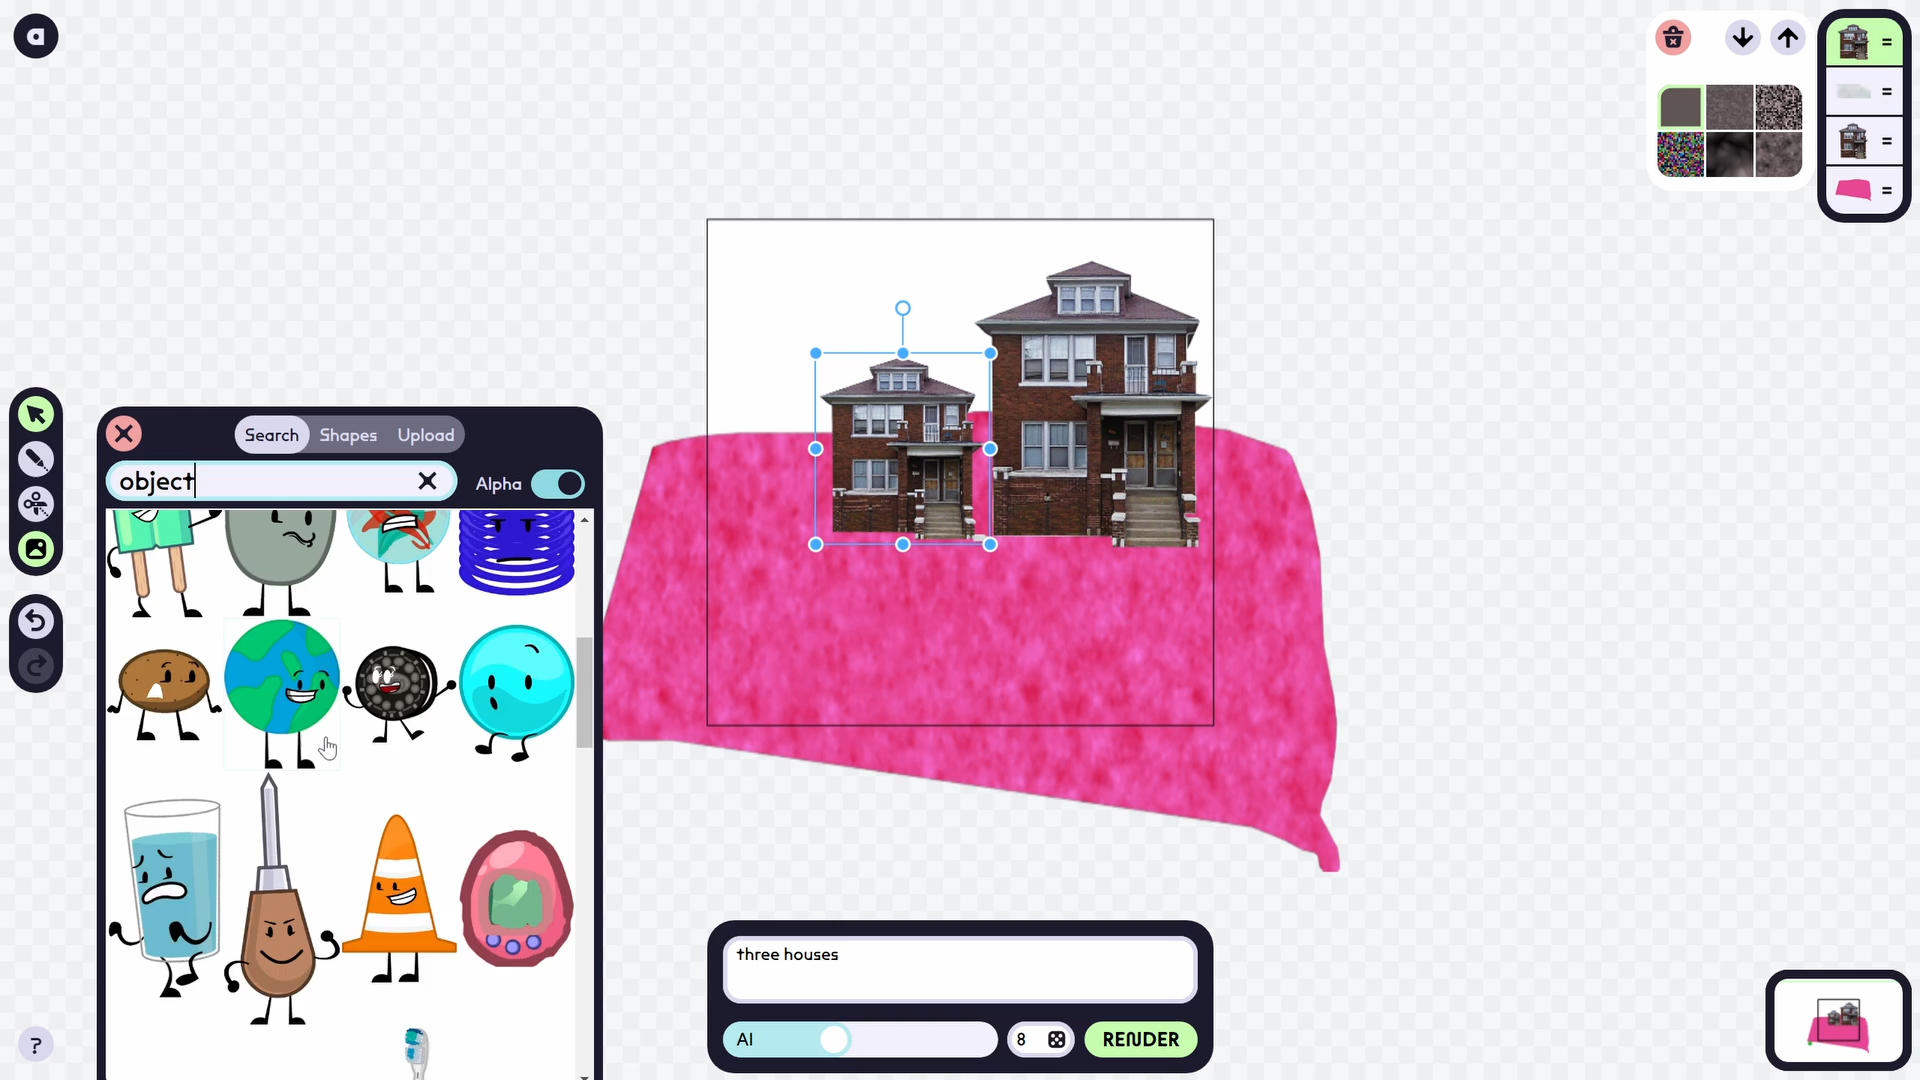 a
Search Shapes Upload
object
Alpha
three houses
AI
8
RENDER
?